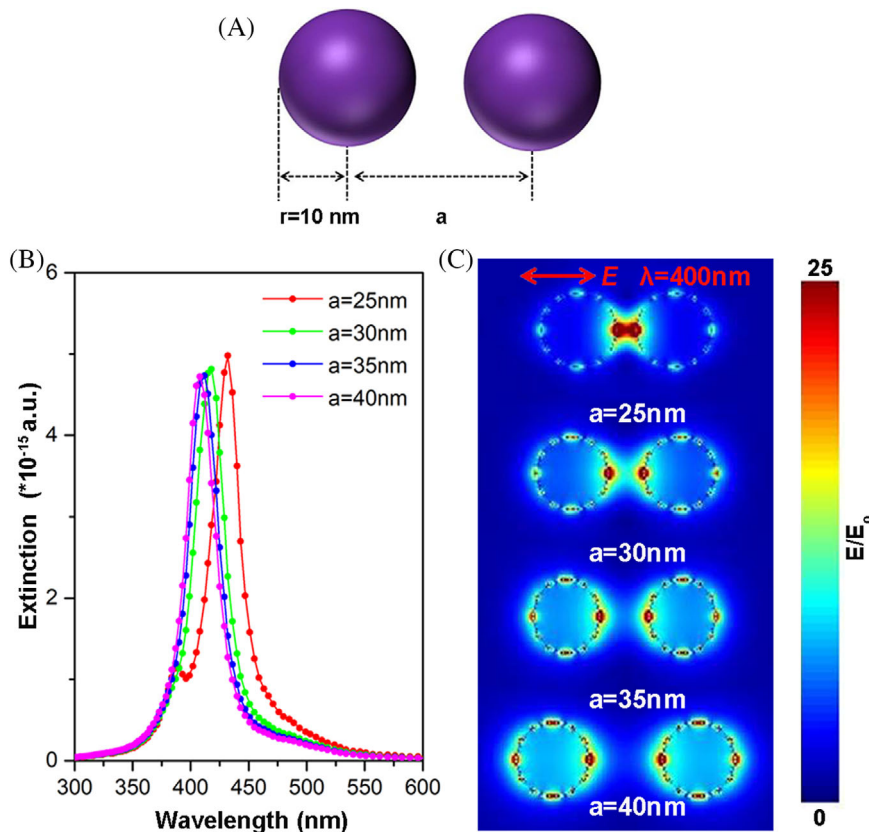 (A)
r=10 nm a
(B)
6
4
2
0
Extinction (*10⁻¹⁵ a.u.)
a=25nm
a=30nm
a=35nm
a=40nm
300 350 400 450 500 550 600
Wavelength (nm)
(C)
E λ=400nm
a=25nm
a=30nm
a=35nm
a=40nm
25
E/E₀
0